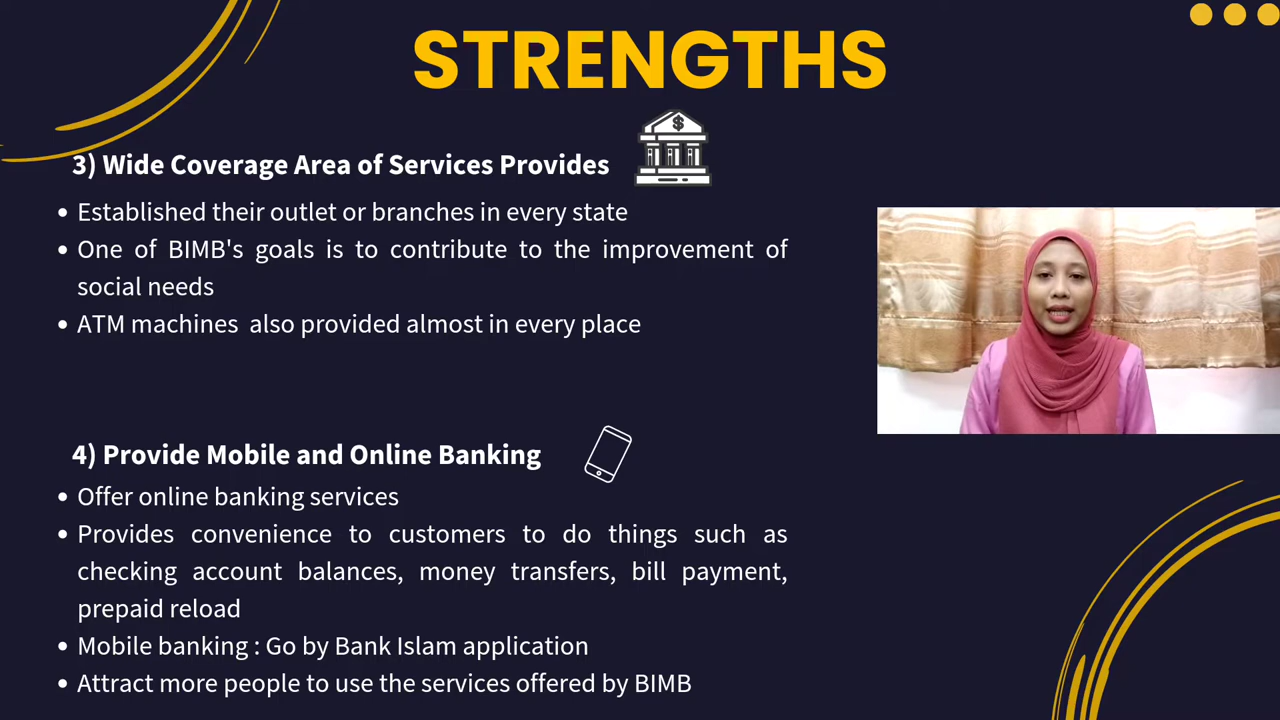 STRENGTHS
$
3) Wide Coverage Area of Services Provides
• Established their outlet or branches in every state
• One of BIMB's goals is to contribute to the improvement of
social needs
• ATM machines also provided almost in every place
4) Provide Mobile and Online Banking
• Offer online banking services
• Provides convenience to customers to do things such as
checking account balances, money transfers, bill payment,
prepaid reload
• Mobile banking : Go by Bank Islam application
• Attract more people to use the services offered by BIMB